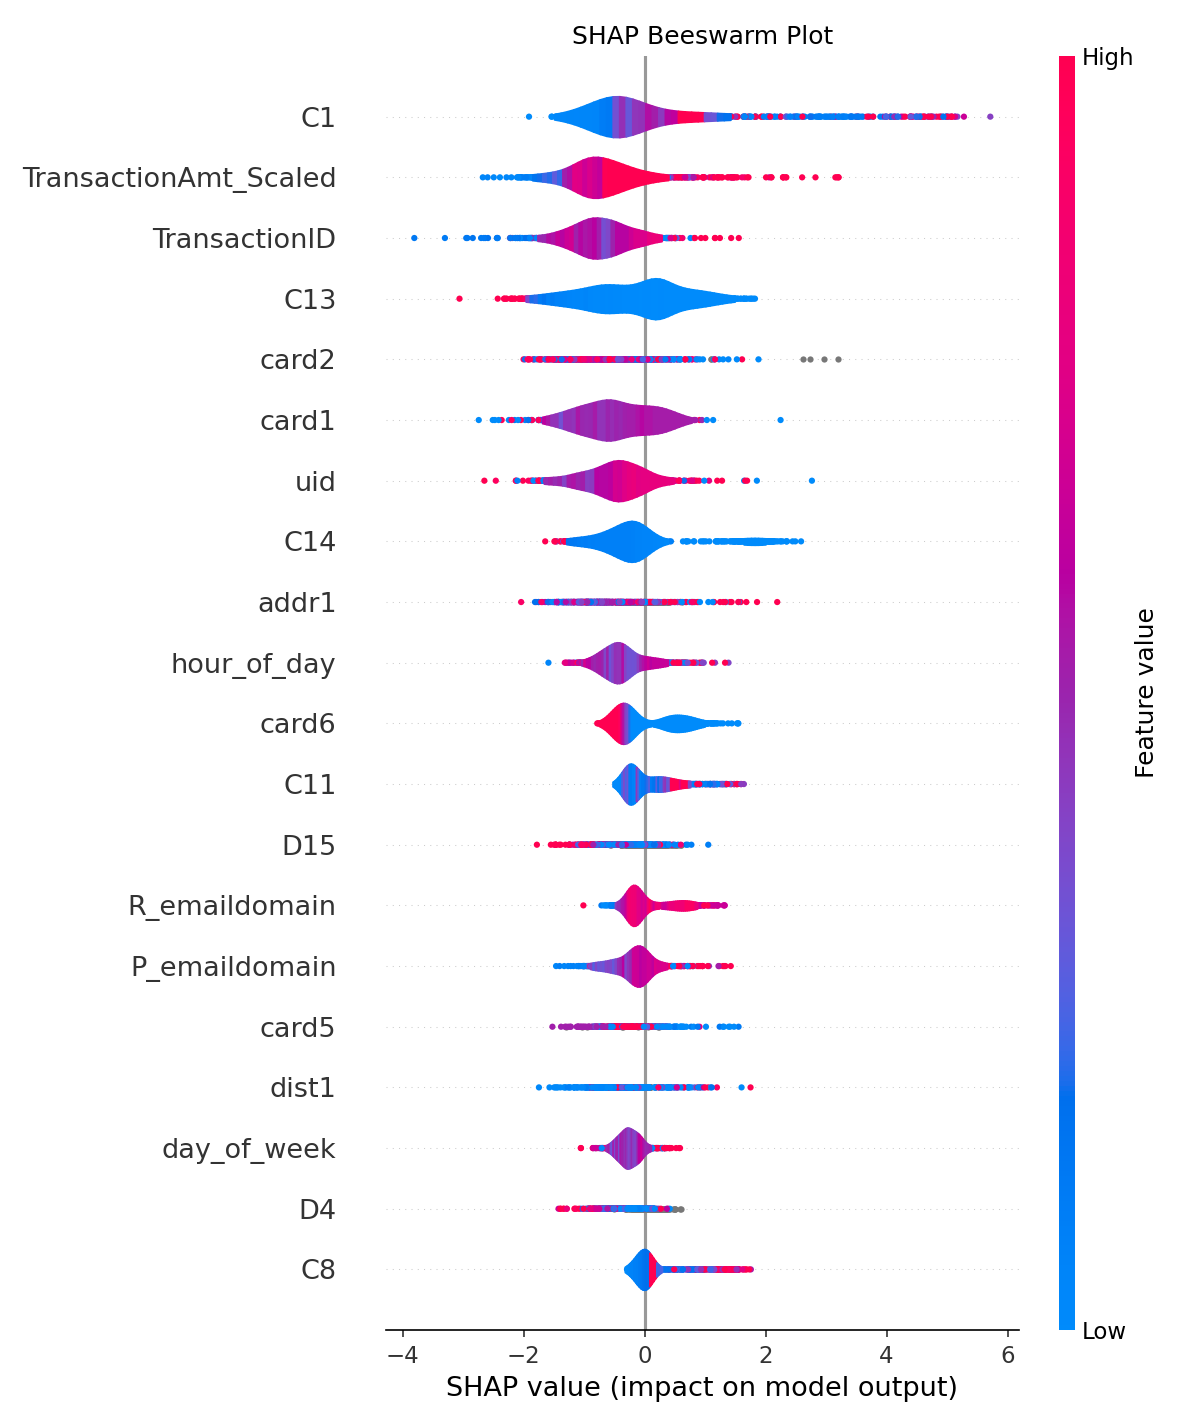 SHAP Beeswarm Plot
High
C1
TransactionAmt_Scaled
TransactionID
C13
card2
card1
uid
C14
addr1
hour_of_day
card6
C11
D15
R_emaildomain
P_emaildomain
card5
dist1
day_of_week
D4
C8
Feature value
Low
−4 −2 0 2 4 6
SHAP value (impact on model output)